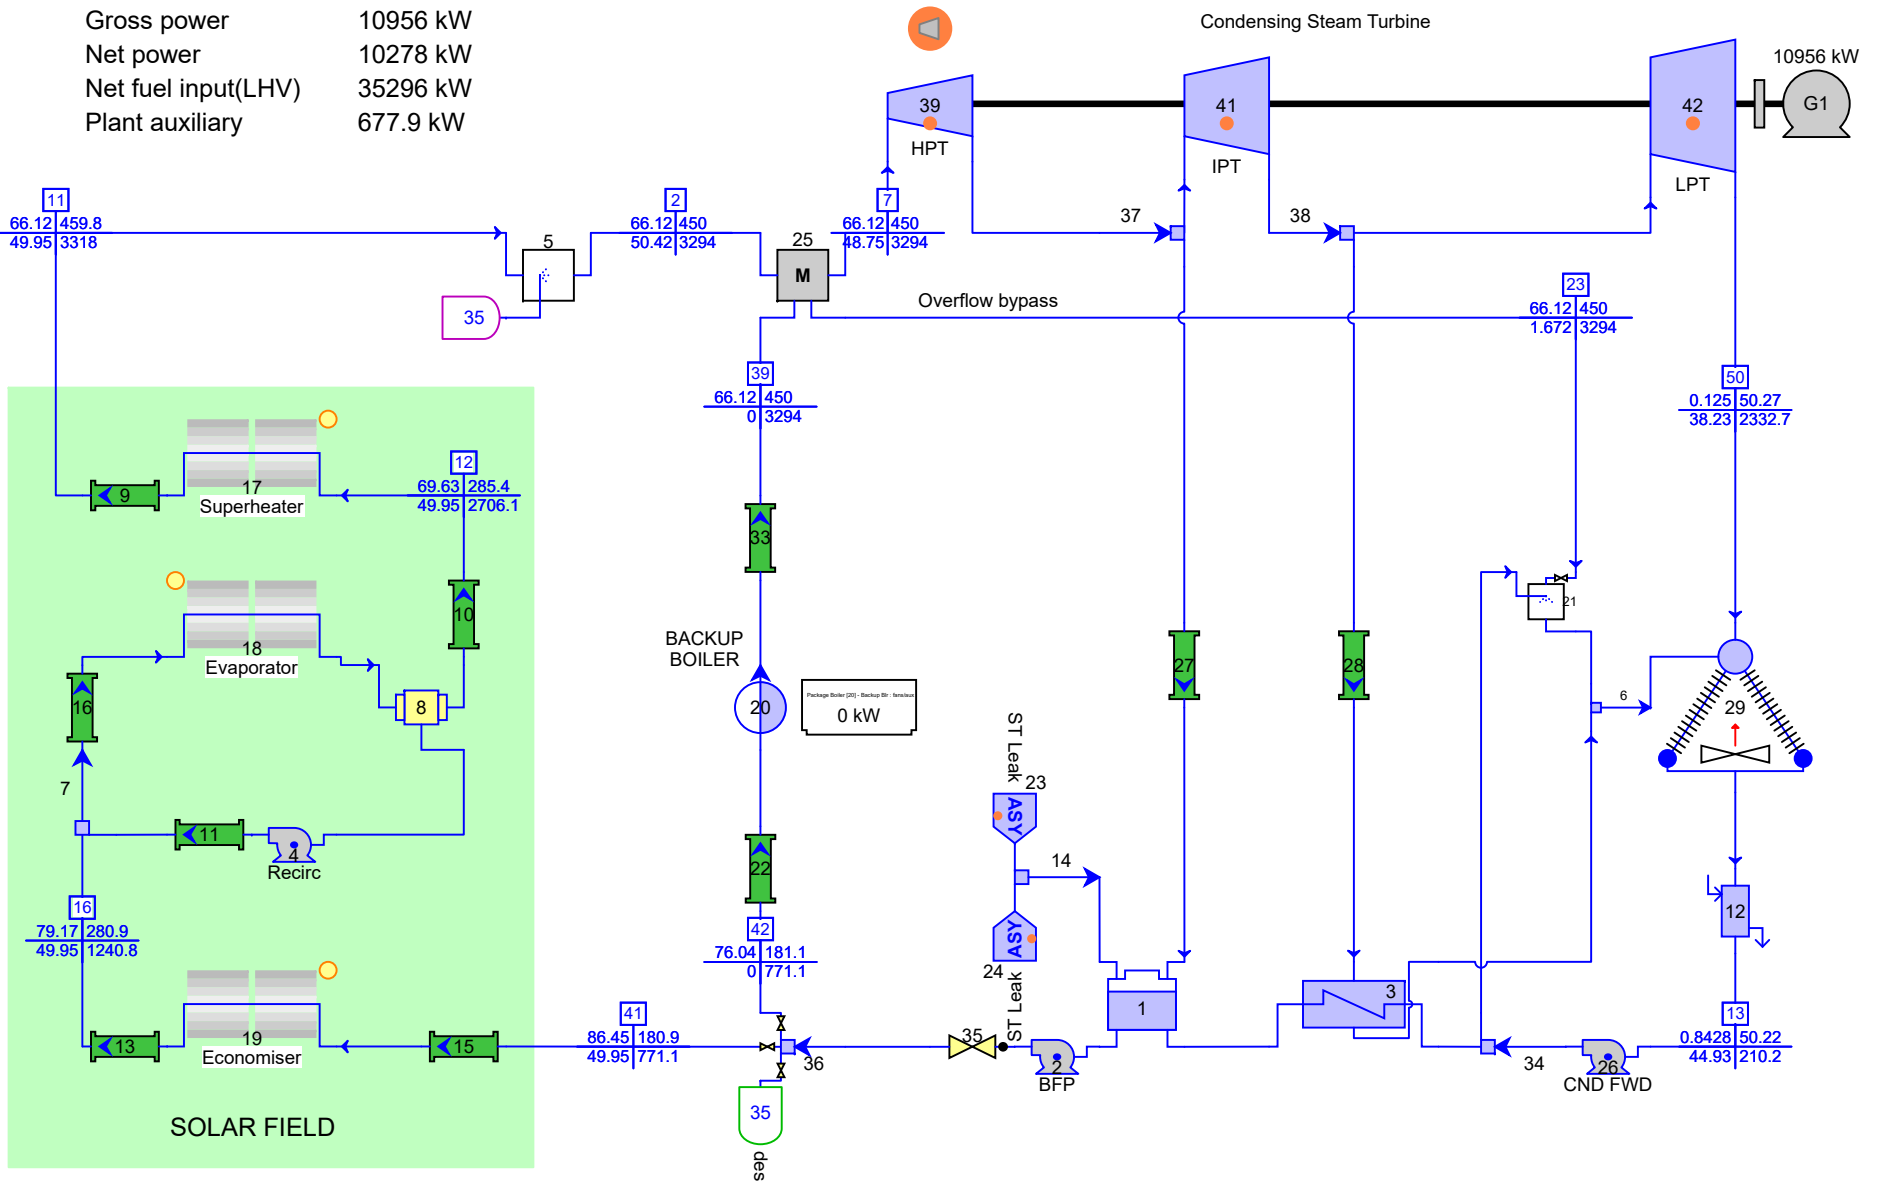 Gross power 10956 kW
Net power 10278 kW
Net fuel input(LHV) 35296 kW
Plant auxiliary 677.9 kW
Condensing Steam Turbine
10956 kW
39
HPT
41
IPT
42
LPT
G1
11
66.12 459.8
49.95 3318
5
35
2
66.12 450
50.42 3294
25
M
7
66.12 450
48.75 3294
37
38
Overflow bypass
23
66.12 450
1.672 3294
39
66.12 450
0 3294
50
0.125 50.27
38.23 2332.7
17
Superheater
9
12
69.63 285.4
49.95 2706.1
18
Evaporator
10
16
8
7
11
4
Recirc
16
79.17 280.9
49.95 1240.8
19
Economiser
13
15
SOLAR FIELD
33
BACKUP
BOILER
20
Package Boiler [20] - Backup Blr : fans/aux
0 kW
22
42
76.04 181.1
0 771.1
41
86.45 180.9
49.95 771.1
36
35
des
27
28
21
6
29
ST Leak
23
ASY
14
ASY
24
ST Leak
35
2
BFP
1
3
12
13
0.8428 50.22
44.93 210.2
34
26
CND FWD